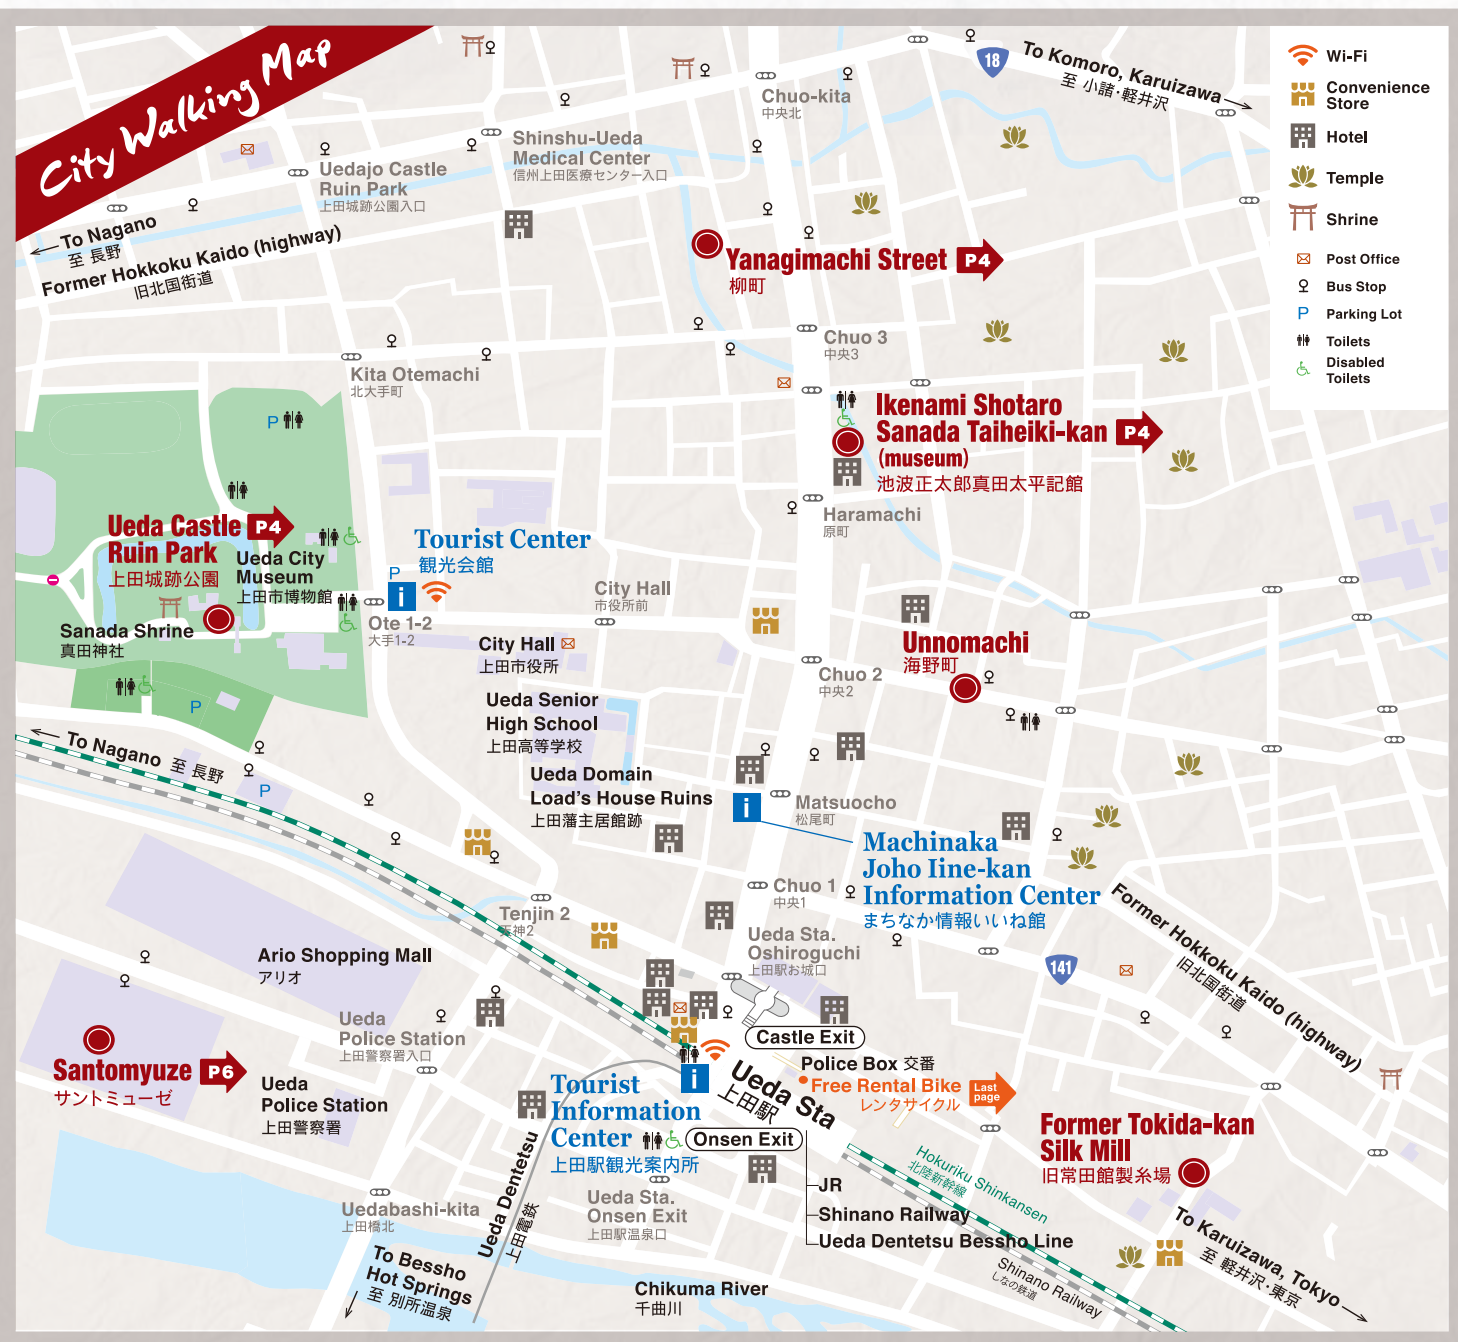 City Walking Map
Wi-Fi
Convenience
Store
Hotel
Temple
Shrine
Post Office
Bus Stop
P Parking Lot
Toilets
Disabled
Toilets
18
To Komoro, Karuizawa
至 小諸・軽井沢
Chuo-kita
中央北
Shinshu-Ueda
Medical Center
信州上田医療センター入口
Uedajo Castle
Ruin Park
上田城跡公園入口
To Nagano
至 長野
Former Hokkoku Kaido (highway)
旧北国街道
Yanagimachi Street P4
柳町
Chuo 3
中央3
Kita Otemachi
北大手町
P
Ikenami Shotaro
Sanada Taiheiki-kan P4
(museum)
池波正太郎真田太平記館
Haramachi
原町
Ueda Castle P4
Ruin Park
上田城跡公園
Ueda City
Museum
上田市博物館
Tourist Center
観光会館
P
i
Ote 1-2
大手1-2
City Hall
市役所前
Sanada Shrine
真田神社
City Hall
上田市役所
Unnomachi
海野町
Chuo 2
中央2
P
Ueda Senior
High School
上田高等学校
To Nagano 至 長野
P
Ueda Domain
Load's House Ruins
上田藩主居館跡
i
Matsuocho
松尾町
Machinaka
Joho Iine-kan
Information Center
まちなか情報いいね館
Chuo 1
中央1
Former Hokkoku Kaido (highway)
旧北国街道
Tenjin 2
天神2
Ueda Sta.
Oshiroguchi
上田駅お城口
141
Ario Shopping Mall
アリオ
Ueda
Police Station
上田警察署入口
Santomyuze P6
サントミューゼ
Ueda
Police Station
上田警察署
Castle Exit
Police Box 交番
Free Rental Bike
レンタサイクル
Last
page
Ueda Sta
上田駅
i
Tourist
Information
Center
上田駅観光案内所
Onsen Exit
JR
Shinano Railway
Ueda Dentetsu Bessho Line
Former Tokida-kan
Silk Mill
旧常田館製糸場
Hokuriku Shinkansen
北陸新幹線
Ueda Dentetsu
上田電鉄
Uedabashi-kita
上田橋北
Ueda Sta.
Onsen Exit
上田駅温泉口
To Bessho
Hot Springs
至 別所温泉
Chikuma River
千曲川
Shinano Railway
しなの鉄道
To Karuizawa, Tokyo
至 軽井沢・東京